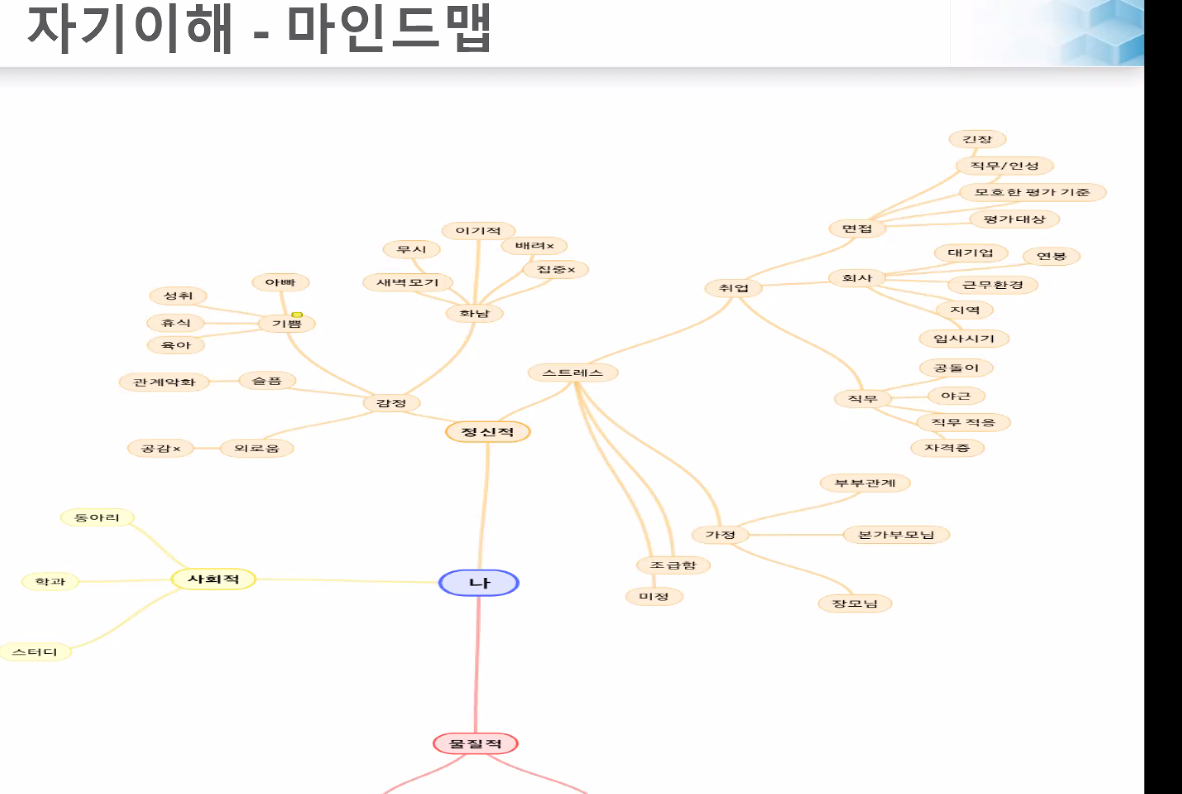 자기이해 - 마인드맵
긴장
직무/인성
모호한 평가 기준
평가 대상
면접
이기적
배려x
무시
집중x
새벽모기
화남
대기업
연봉
회사
근무환경
지역
입사시기
취업
아빠
성취
휴식
기쁨
육아
스트레스
공돌이
야근
직무
직무 적응
자격증
관계악화
슬픔
감정
정신적
공감x
외로움
부부관계
가정
본가부모님
조급함
미정
장모님
동아리
학과
사회적
나
스터디
물질적